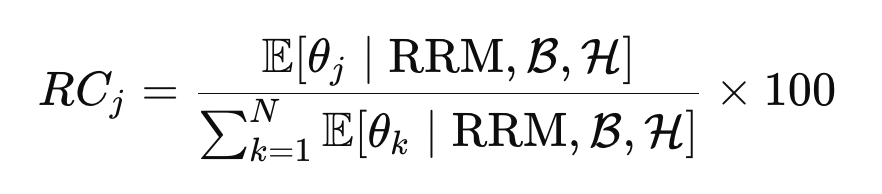 $RC_j = \frac{\mathbb{E}[\theta_j \mid \mathrm{RRM}, \mathcal{B}, \mathcal{H}]}{\sum_{k=1}^{N} \mathbb{E}[\theta_k \mid \mathrm{RRM}, \mathcal{B}, \mathcal{H}]} \times 100$